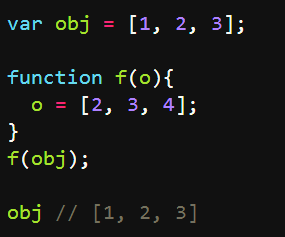 var obj = [1, 2, 3];
function f(o){
  o = [2, 3, 4];
}
f(obj);
obj // [1, 2, 3]